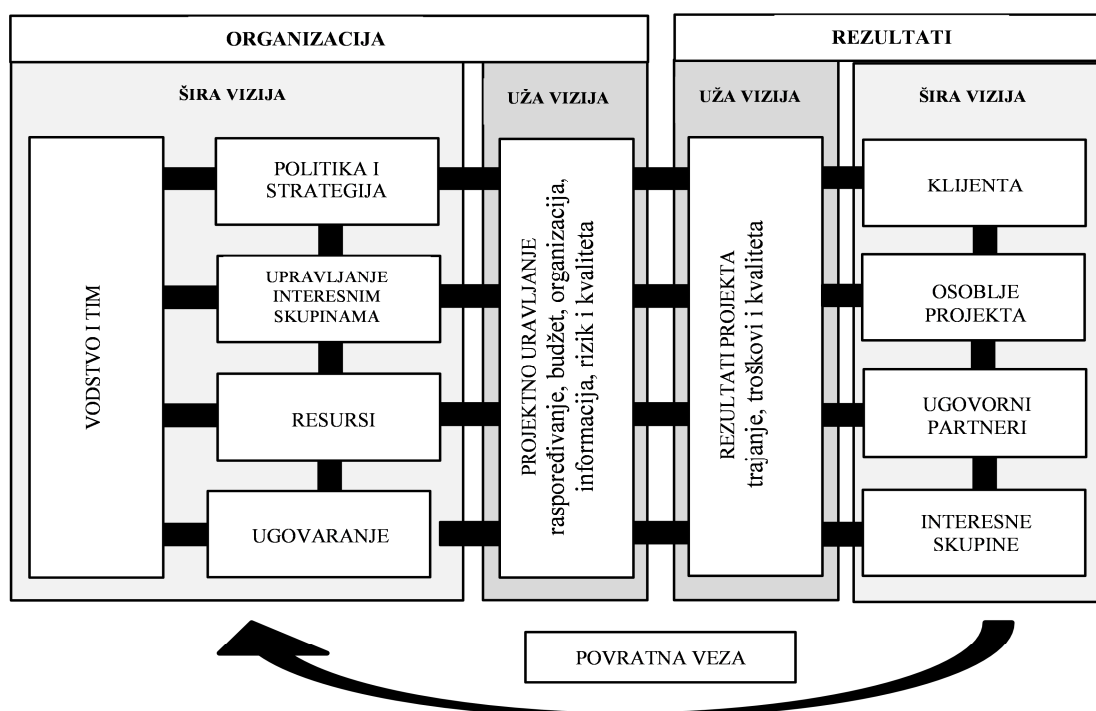 ORGANIZACIJA
REZULTATI
ŠIRA VIZIJA
UŽA VIZIJA
UŽA VIZIJA
ŠIRA VIZIJA
VODSTVO I TIM
POLITIKA I
STRATEGIJA
UPRAVLJANJE
INTERESNIM
SKUPINAMA
RESURSI
UGOVARANJE
PROJEKTNO URAVLJANJE
raspoređivanje, budžet, organizacija,
informacija, rizik i kvaliteta
REZULTATI PROJEKTA
trajanje, troškovi i kvaliteta
KLIJENTA
OSOBLJE
PROJEKTA
UGOVORNI
PARTNERI
INTERESNE
SKUPINE
POVRATNA VEZA